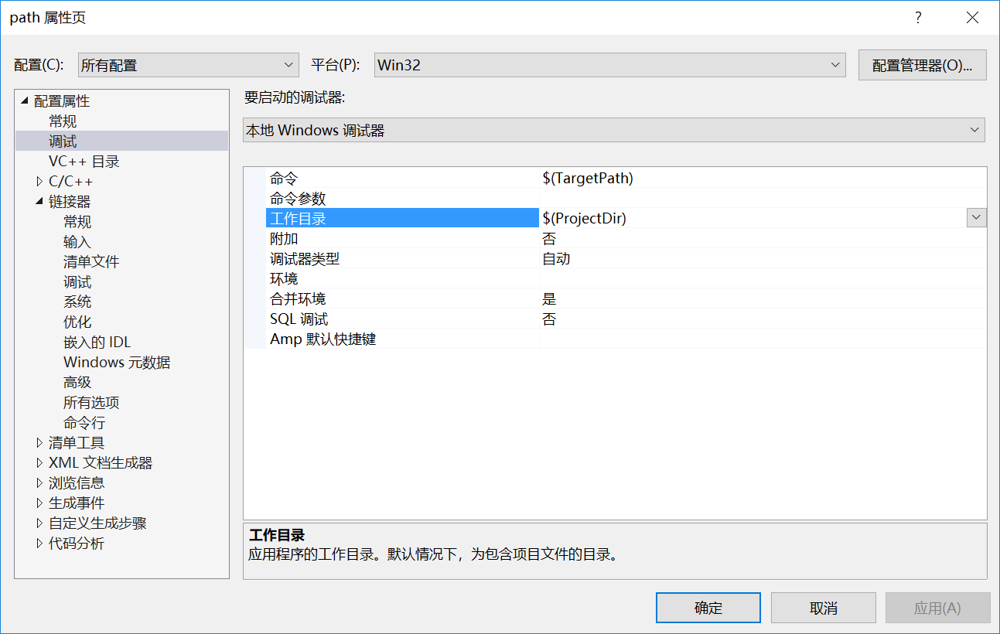 path 属性页
配置(C):
所有配置
平台(P):
Win32
配置管理器(O)...
配置属性
常规
调试
VC++ 目录
C/C++
链接器
常规
输入
清单文件
调试
系统
优化
嵌入的 IDL
Windows 元数据
高级
所有选项
命令行
清单工具
XML 文档生成器
浏览信息
生成事件
自定义生成步骤
代码分析
要启动的调试器:
本地 Windows 调试器
命令 $(TargetPath)
命令参数
工作目录 $(ProjectDir)
附加 否
调试器类型 自动
环境
合并环境 是
SQL 调试 否
Amp 默认快捷键
工作目录
应用程序的工作目录。默认情况下，为包含项目文件的目录。
确定
取消
应用(A)